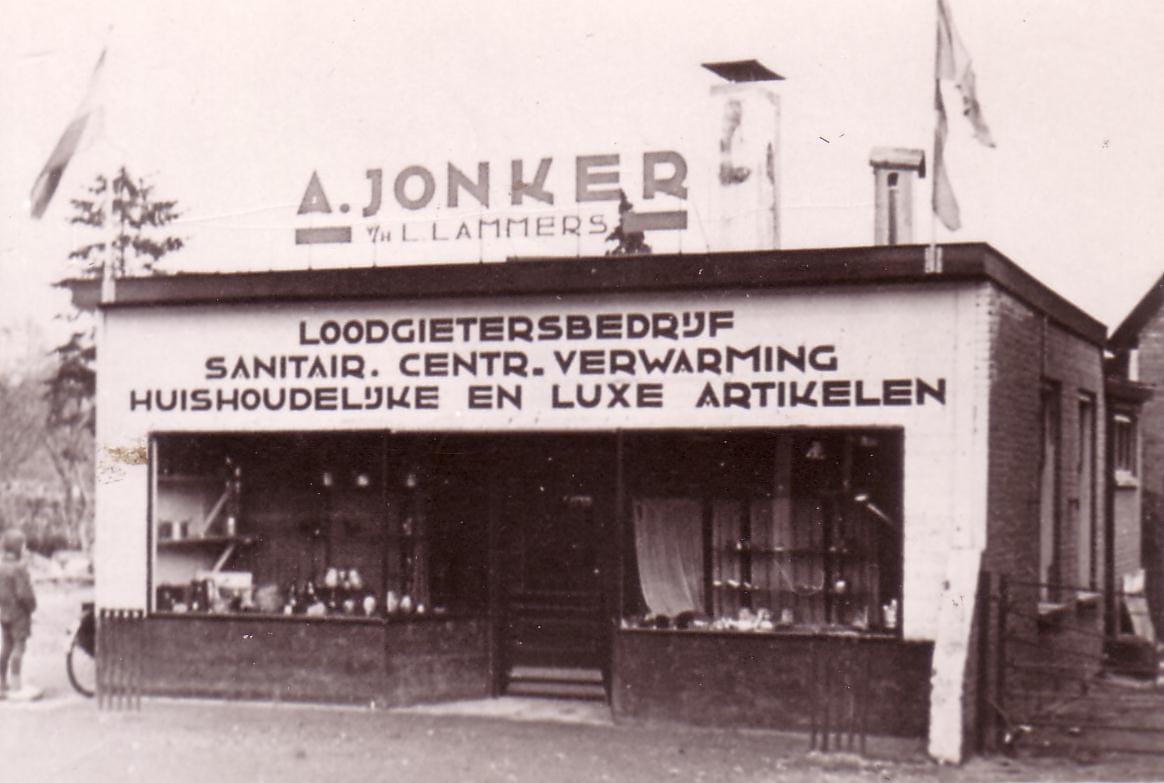 A. JONKER
V/H L. LAMMERS
LOODGIETERSBEDRIJF
SANITAIR. CENTR. VERWARMING
HUISHOUDELIJKE EN LUXE ARTIKELEN